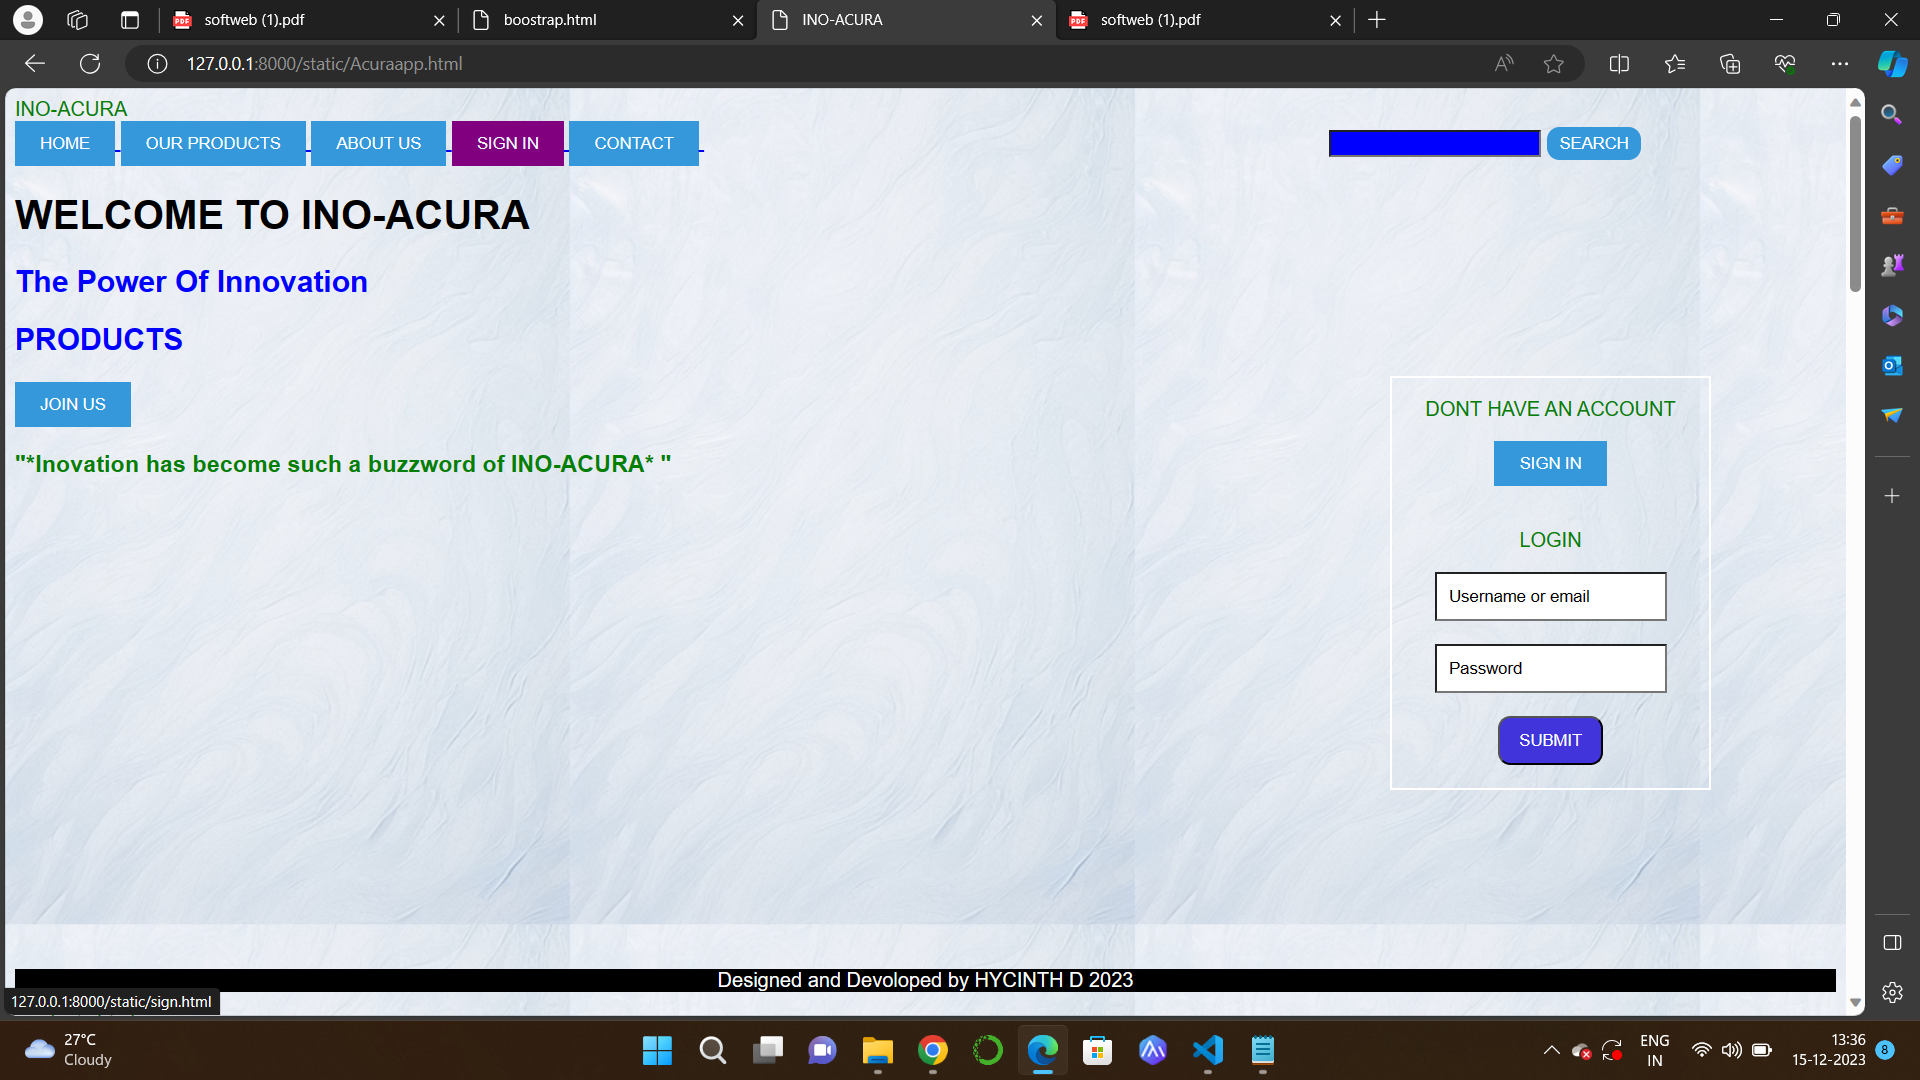 softweb (1).pdf
boostrap.html
INO-ACURA
softweb (1).pdf
127.0.0.1:8000/static/Acuraapp.html
INO-ACURA
HOME OUR PRODUCTS ABOUT US SIGN IN CONTACT SEARCH
WELCOME TO INO-ACURA
The Power Of Innovation
PRODUCTS
JOIN US
"*Inovation has become such a buzzword of INO-ACURA* "
DONT HAVE AN ACCOUNT
SIGN IN
LOGIN
Username or email
Password
SUBMIT
Designed and Devoloped by HYCINTH D 2023
127.0.0.1:8000/static/sign.html
27°C
Cloudy
ENG
IN
13:36
15-12-2023
8